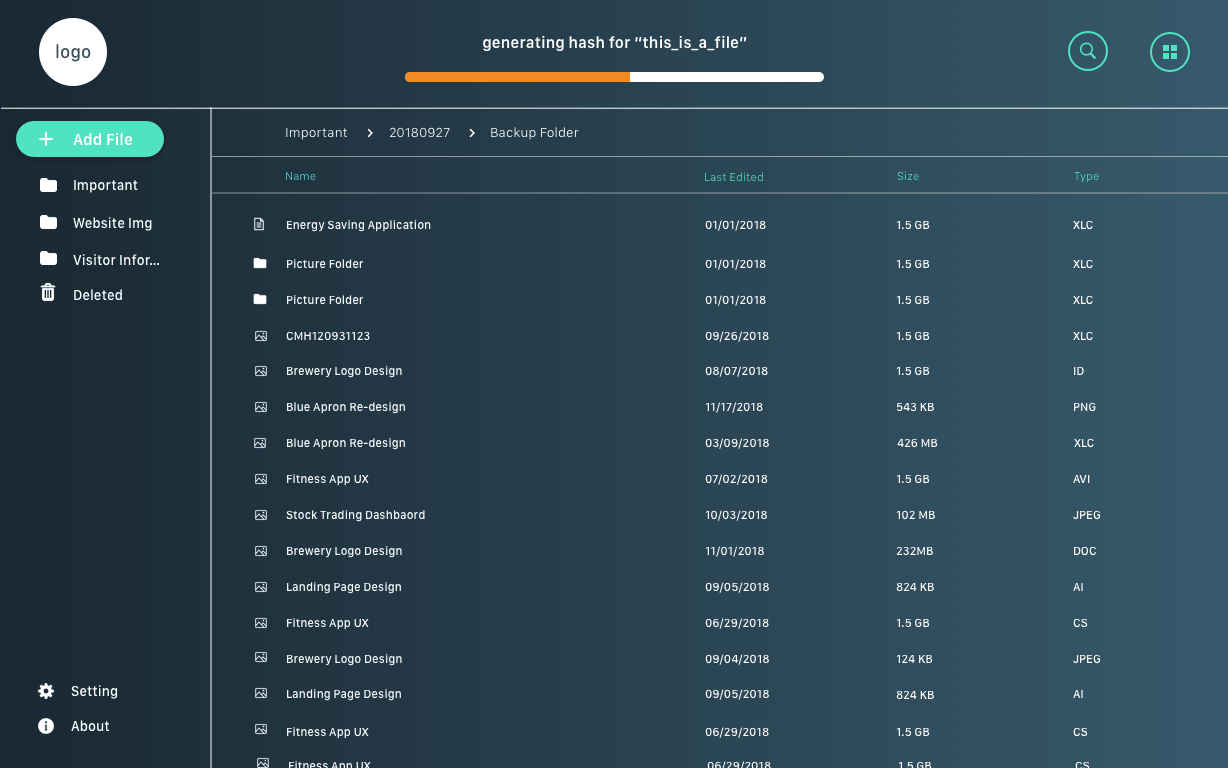 logo
generating hash for “this_is_a_file”
Add File
Important
Website Img
Visitor Infor...
Deleted
Setting
About
Important > 20180927 > Backup Folder
Name Last Edited Size Type
Energy Saving Application 01/01/2018 1.5 GB XLC
Picture Folder 01/01/2018 1.5 GB XLC
Picture Folder 01/01/2018 1.5 GB XLC
CMH120931123 09/26/2018 1.5 GB XLC
Brewery Logo Design 08/07/2018 1.5 GB ID
Blue Apron Re-design 11/17/2018 543 KB PNG
Blue Apron Re-design 03/09/2018 426 MB XLC
Fitness App UX 07/02/2018 1.5 GB AVI
Stock Trading Dashbaord 10/03/2018 102 MB JPEG
Brewery Logo Design 11/01/2018 232MB DOC
Landing Page Design 09/05/2018 824 KB AI
Fitness App UX 06/29/2018 1.5 GB CS
Brewery Logo Design 09/04/2018 124 KB JPEG
Landing Page Design 09/05/2018 824 KB AI
Fitness App UX 06/29/2018 1.5 GB CS
Fitness App UX 06/29/2018 1.5 GB CS